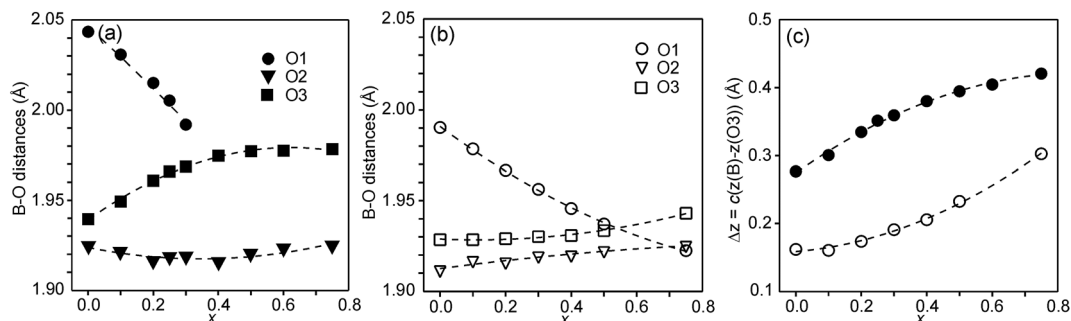 (a)
B-O distances (Å)
2.05
2.00
1.95
1.90
O1
O2
O3
0.0 0.2 0.4 0.6 0.8
x
(b)
B-O distances (Å)
2.05
2.00
1.95
1.90
O1
O2
O3
0.0 0.2 0.4 0.6 0.8
x
(c)
Δz = c(z(B)-z(O3)) (Å)
0.5
0.4
0.3
0.2
0.1
0.0 0.2 0.4 0.6 0.8
x